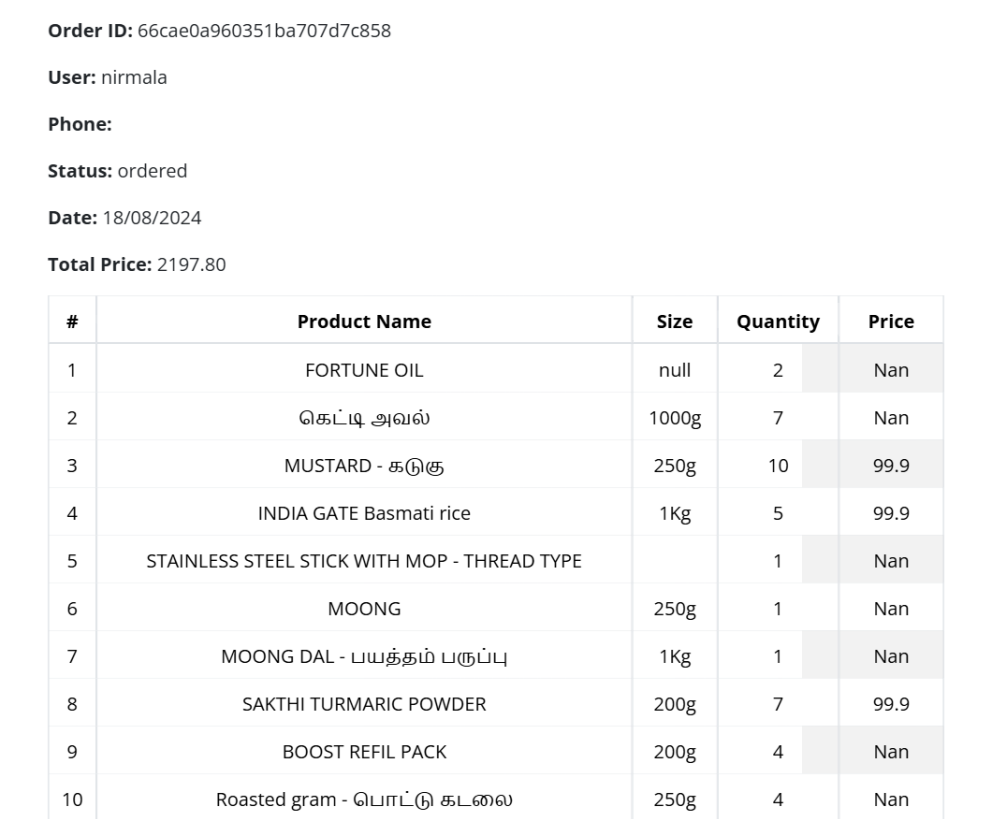 Order ID: 66cae0a960351ba707d7c858
User: nirmala
Phone:
Status: ordered
Date: 18/08/2024
Total Price: 2197.80
# Product Name Size Quantity Price
1 FORTUNE OIL null 2 Nan
2 கெட்டி அவல் 1000g 7 Nan
3 MUSTARD - கடுகு 250g 10 99.9
4 INDIA GATE Basmati rice 1Kg 5 99.9
5 STAINLESS STEEL STICK WITH MOP - THREAD TYPE 1 Nan
6 MOONG 250g 1 Nan
7 MOONG DAL - பயத்தம் பருப்பு 1Kg 1 Nan
8 SAKTHI TURMARIC POWDER 200g 7 99.9
9 BOOST REFIL PACK 200g 4 Nan
10 Roasted gram - பொட்டு கடலை 250g 4 Nan